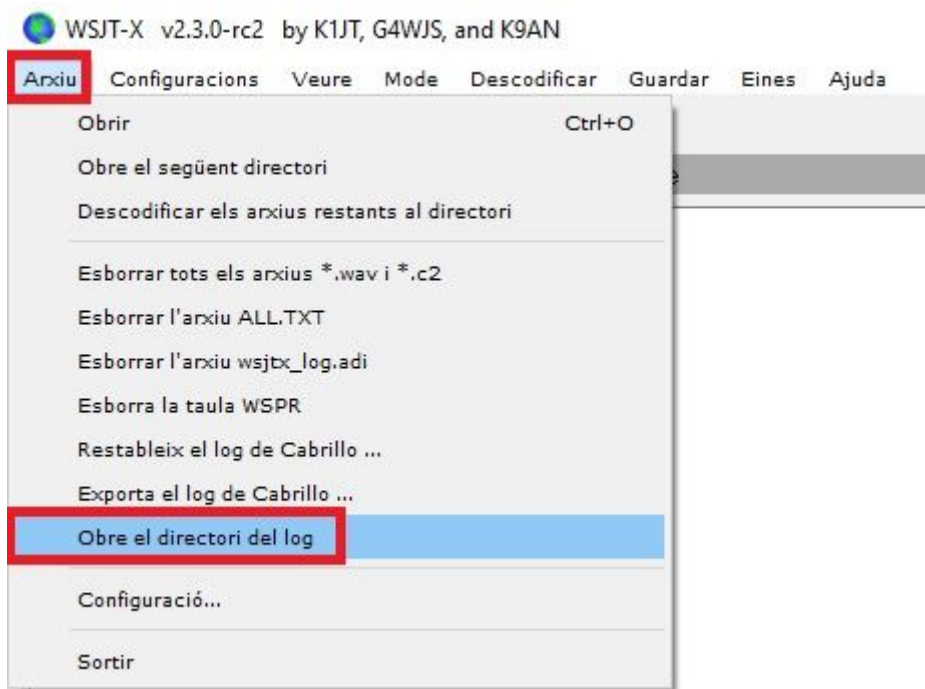 WSJT-X v2.3.0-rc2 by K1JT, G4WJS, and K9AN
Arxiu Configuracions Veure Mode Descodificar Guardar Eines Ajuda
Obrir Ctrl+O
Obre el següent directori
Descodificar els arxius restants al directori
Esborrar tots els arxius *.wav i *.c2
Esborrar l'arxiu ALL.TXT
Esborrar l'arxiu wsjtx_log.adi
Esborra la taula WSPR
Restableix el log de Cabrillo ...
Exporta el log de Cabrillo ...
Obre el directori del log
Configuració...
Sortir